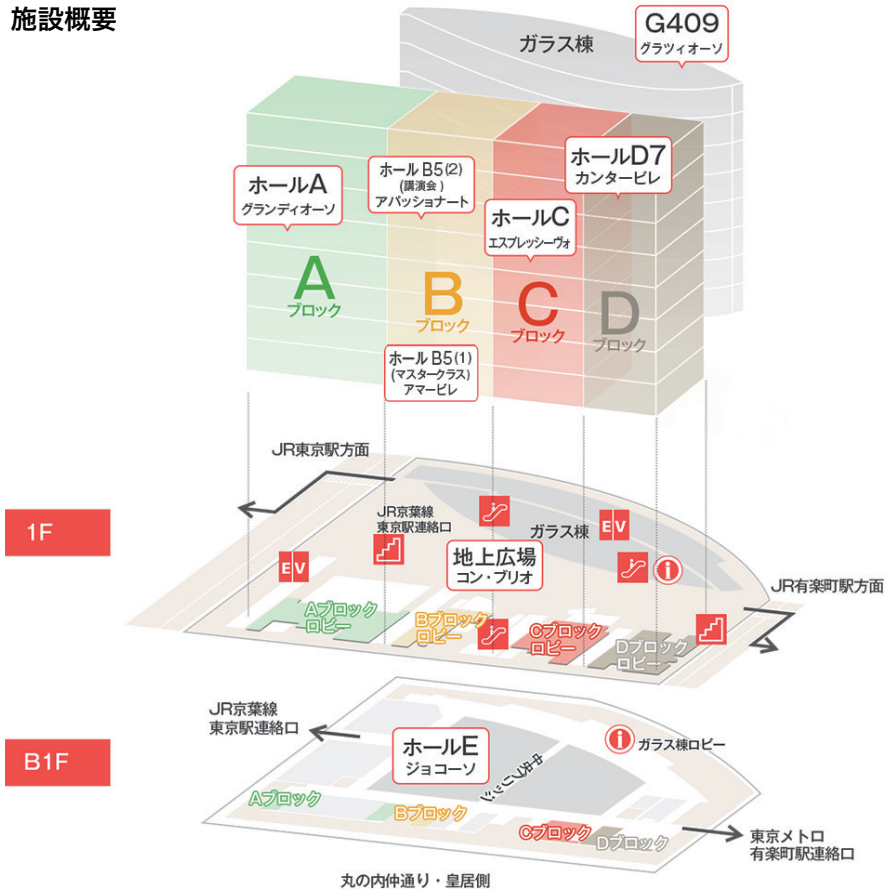 施設概要
ガラス棟
G409
グラツィオーソ
ホールA
グランディオーソ
ホール B5(2)
(講演会)
アパッショナート
ホールC
エスプレッシーヴォ
ホールD7
カンタービレ
A
ブロック
B
ブロック
C
ブロック
D
ブロック
ホール B5(1)
(マスタークラス)
アマービレ
JR東京駅方面
1F
JR京葉線
東京駅連絡口
ガラス棟
EV
EV
地上広場
コン・ブリオ
i
JR有楽町駅方面
Aブロック
ロビー
Bブロック
ロビー
Cブロック
ロビー
Dブロック
ロビー
JR京葉線
東京駅連絡口
B1F
ホールE
ジョコーソ
中央ブリッジ
i
ガラス棟ロビー
Aブロック
Bブロック
Cブロック
Dブロック
東京メトロ
有楽町駅連絡口
丸の内仲通り・皇居側